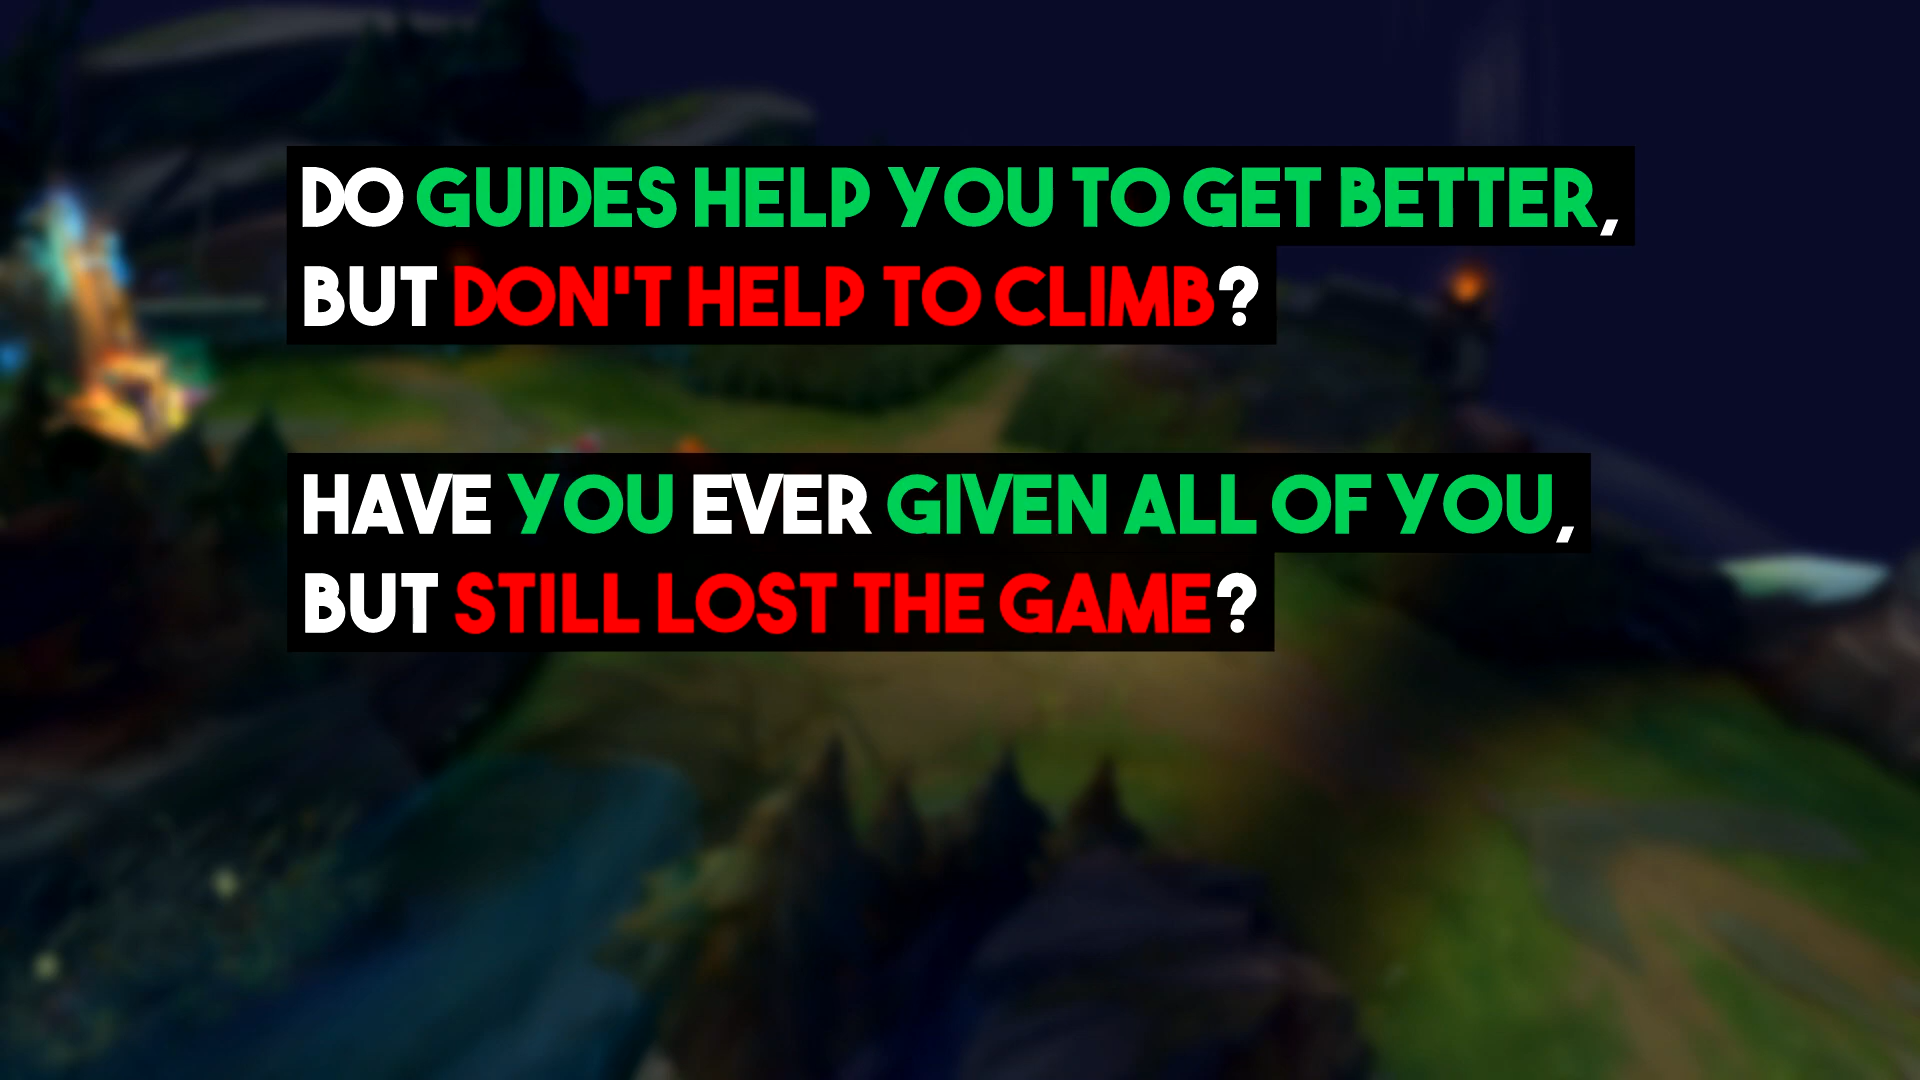 DO GUIDES HELP YOU TO GET BETTER,
BUT DON'T HELP TO CLIMB?
HAVE YOU EVER GIVEN ALL OF YOU,
BUT STILL LOST THE GAME?